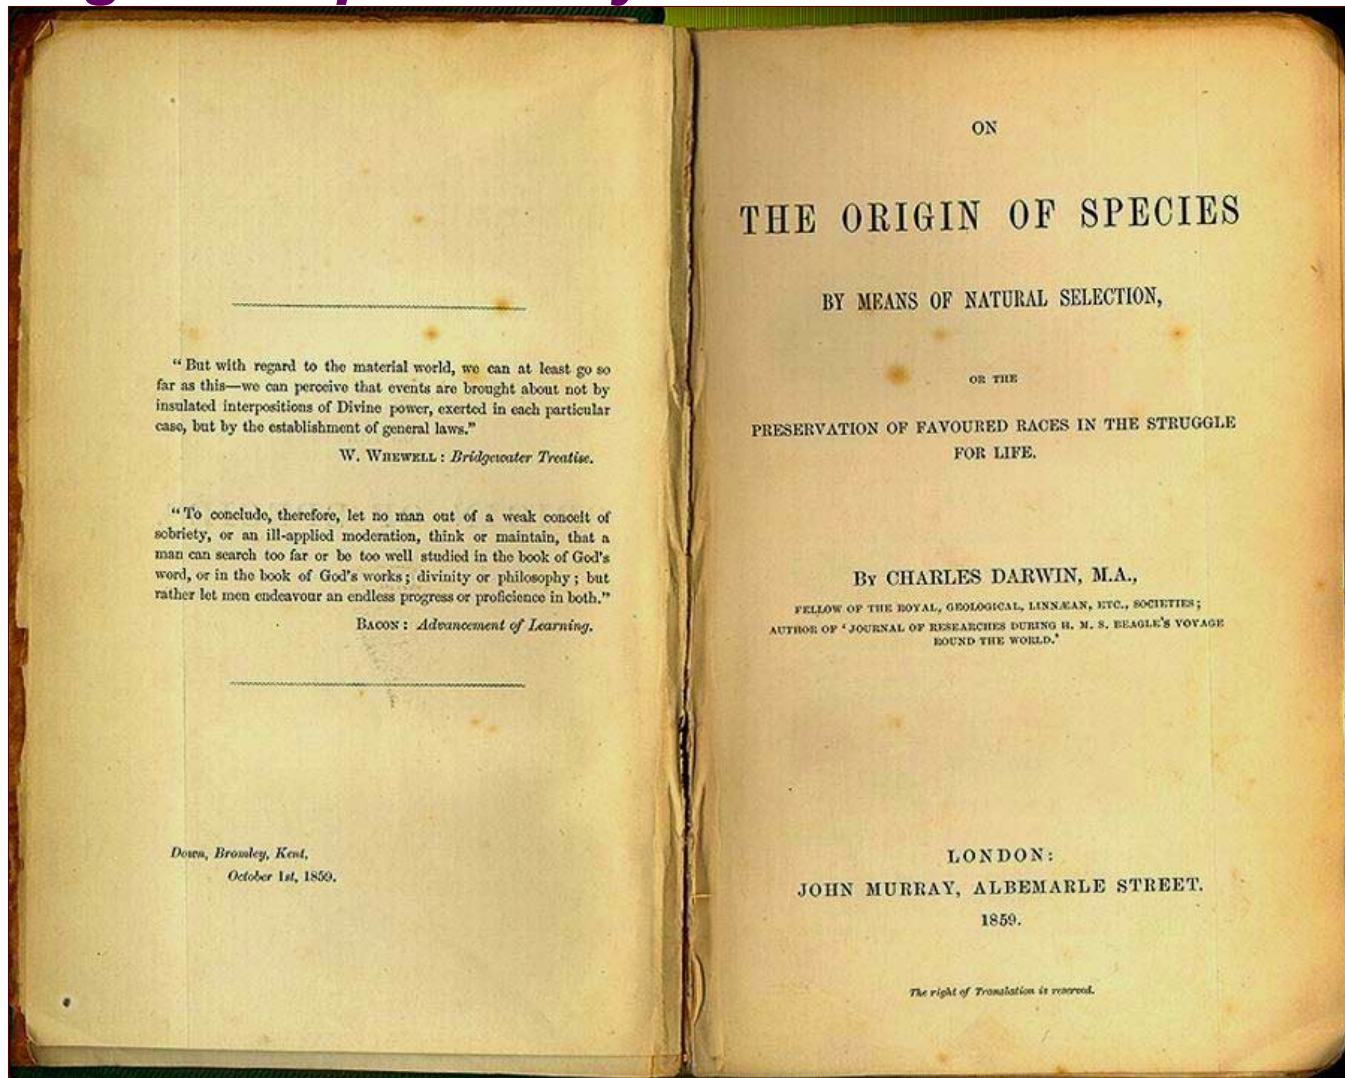 "But with regard to the material world, we can at least go so
far as this—we can perceive that events are brought about not by
insulated interpositions of Divine power, exerted in each particular
case, but by the establishment of general laws."
W. WHEWELL: Bridgewater Treatise.
"To conclude, therefore, let no man out of a weak conceit of
sobriety, or an ill-applied moderation, think or maintain, that a
man can search too far or be too well studied in the book of God's
word, or in the book of God's works; divinity or philosophy; but
rather let men endeavour an endless progress or proficience in both."
BACON: Advancement of Learning.
Down, Bromley, Kent,
October 1st, 1859.
ON
THE ORIGIN OF SPECIES
BY MEANS OF NATURAL SELECTION,
OR THE
PRESERVATION OF FAVOURED RACES IN THE STRUGGLE
FOR LIFE.
BY CHARLES DARWIN, M.A.,
FELLOW OF THE ROYAL, GEOLOGICAL, LINNÆAN, ETC., SOCIETIES;
AUTHOR OF 'JOURNAL OF RESEARCHES DURING H. M. S. BEAGLE'S VOYAGE
ROUND THE WORLD.'
LONDON:
JOHN MURRAY, ALBEMARLE STREET.
1859.
The right of Translation is reserved.